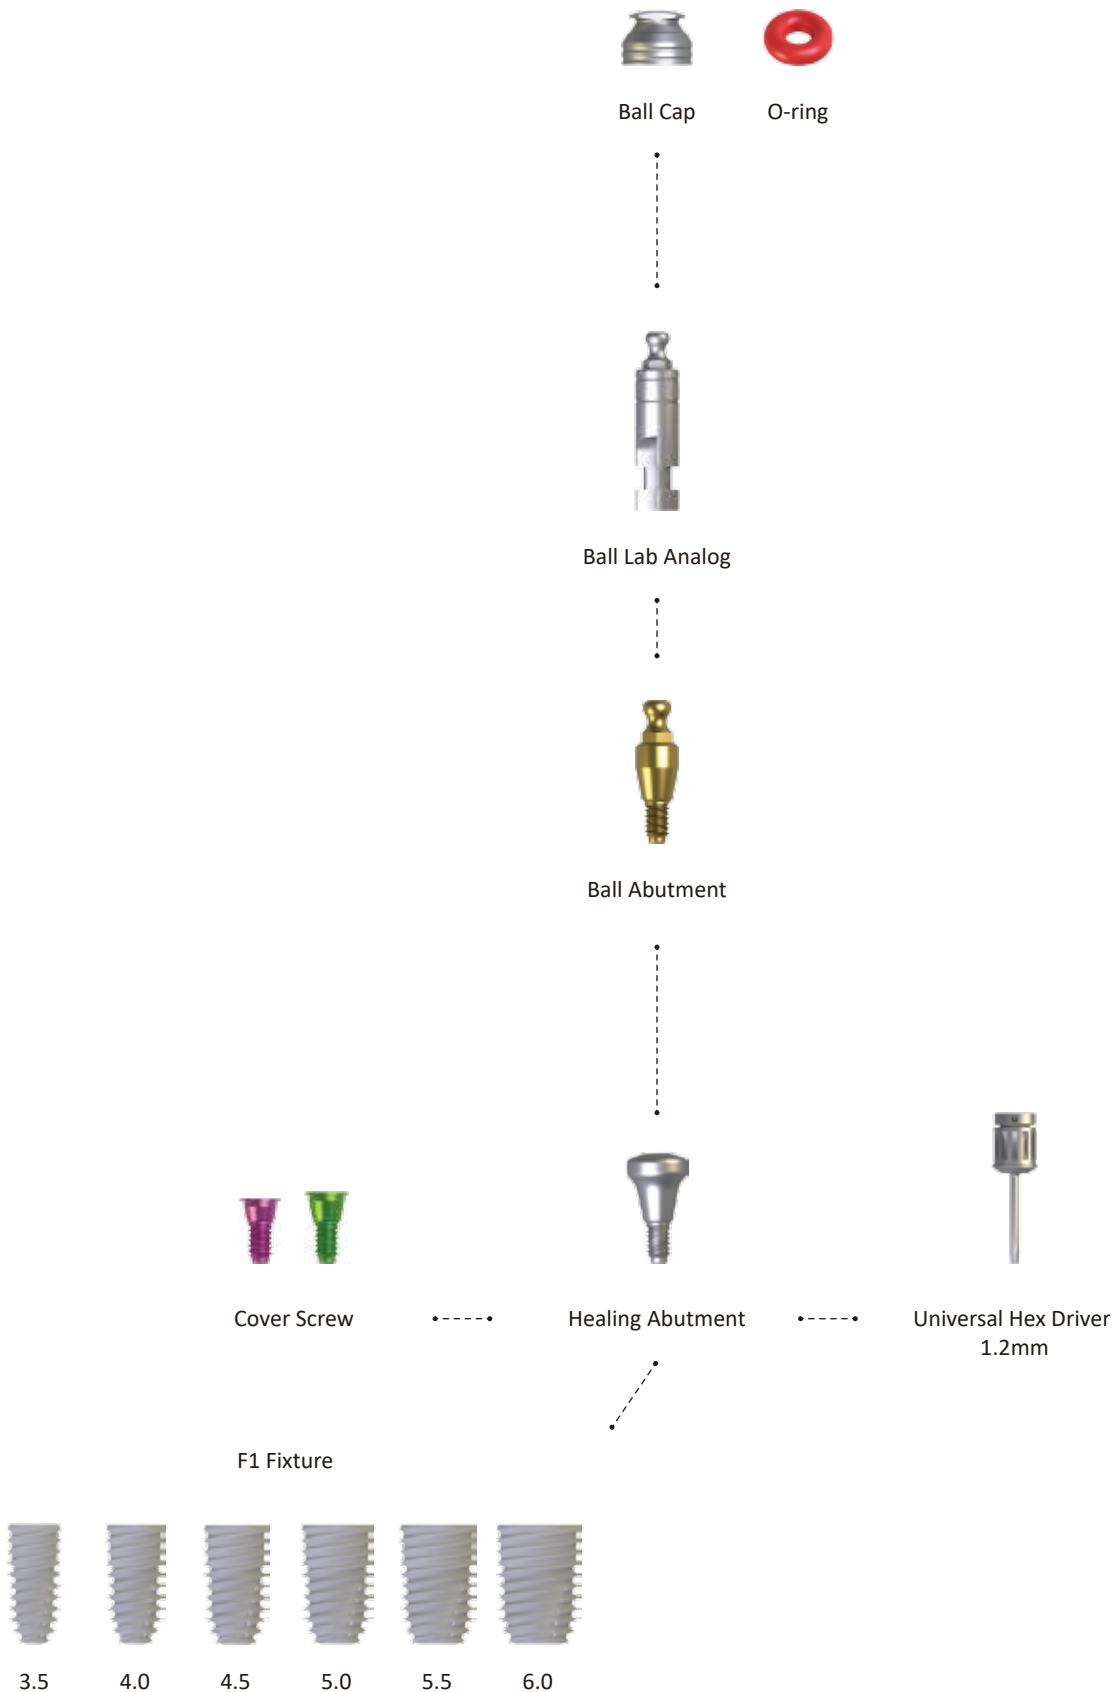 Ball Cap O-ring
Ball Lab Analog
Ball Abutment
Cover Screw Healing Abutment Universal Hex Driver
1.2mm
F1 Fixture
3.5 4.0 4.5 5.0 5.5 6.0